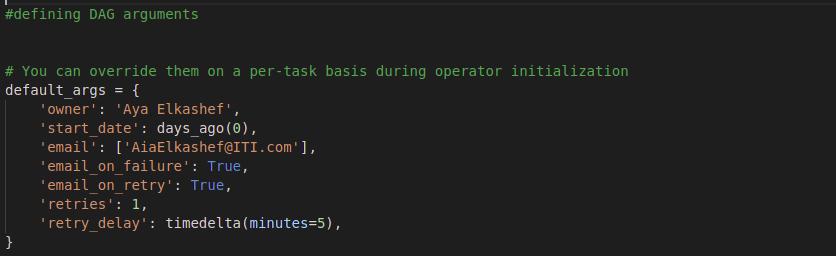 #defining DAG arguments
# You can override them on a per-task basis during operator initialization
default_args = {
    'owner': 'Aya Elkashef',
    'start_date': days_ago(0),
    'email': ['AiaElkashef@ITI.com'],
    'email_on_failure': True,
    'email_on_retry': True,
    'retries': 1,
    'retry_delay': timedelta(minutes=5),
}